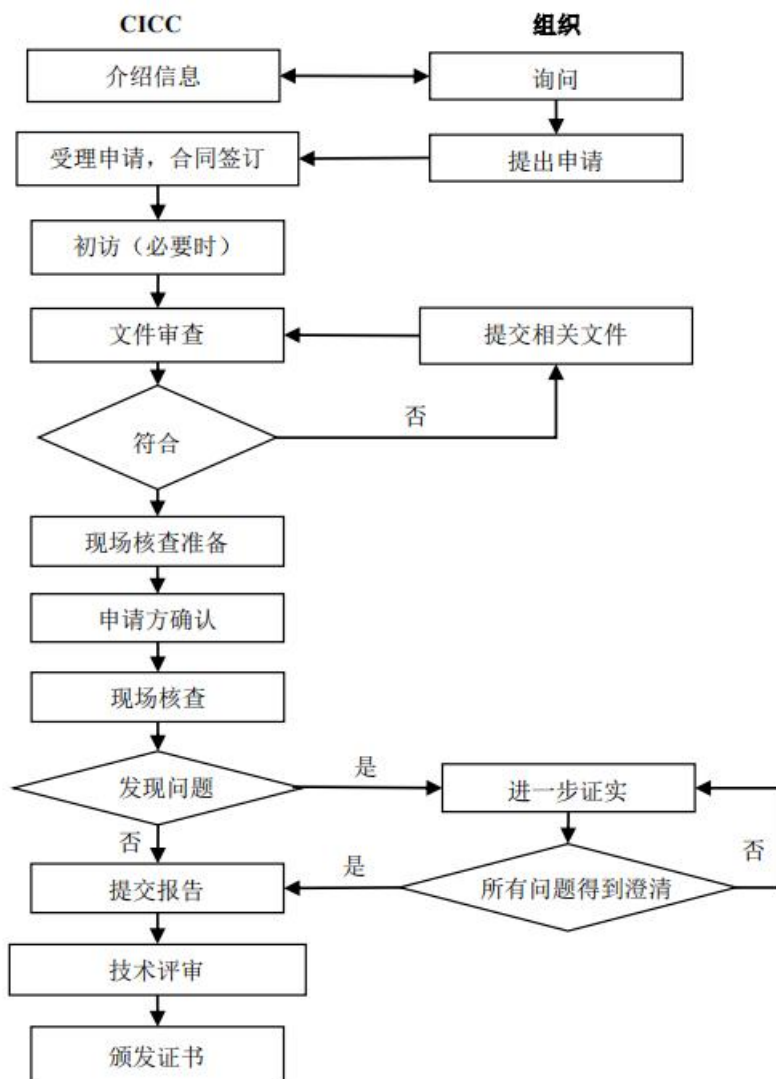 CICC
组织
介绍信息
询问
受理申请，合同签订
提出申请
初访（必要时）
文件审查
提交相关文件
否
符合
现场核查准备
申请方确认
现场核查
是
发现问题
进一步证实
否
是
否
提交报告
所有问题得到澄清
技术评审
颁发证书